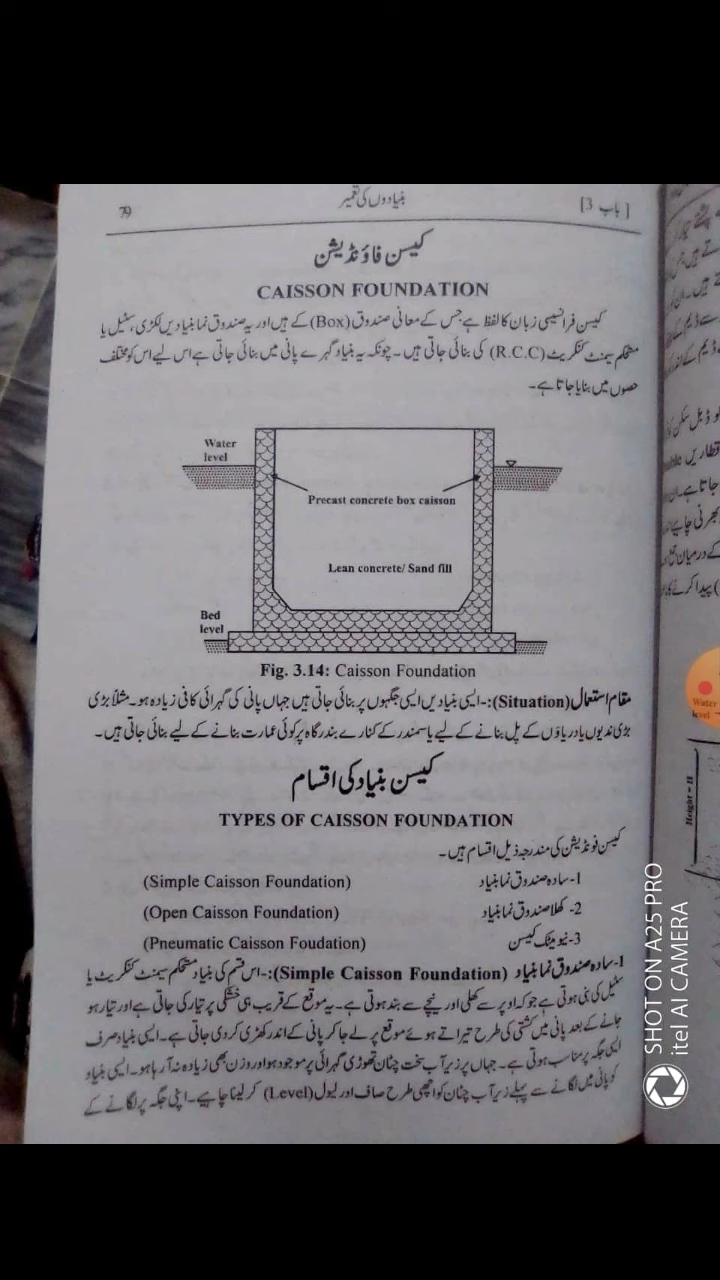 [باب 3]
بنیادوں کی تعمیر
79
کیسن فاؤنڈیشن
CAISSON FOUNDATION
کیسن فرانسیسی زبان کا لفظ ہے جس کے معانی صندوق (Box) کے ہیں اور یہ صندوق نما بنیادیں لکڑی، سٹیل یا
مستحکم سیمنٹ کنکریٹ (R.C.C) کی بنائی جاتی ہیں۔ چونکہ یہ بنیاد گہرے پانی میں بنائی جاتی ہے اس لیے اس کو مختلف
حصوں میں بنایا جاتا ہے۔
Water
level
Precast concrete box caisson
Lean concrete/ Sand fill
Bed
level
Fig. 3.14: Caisson Foundation
مقام استعمال (Situation):-ایسی بنیادیں ایسی جگہوں پر بنائی جاتی ہیں جہاں پانی کی گہرائی کافی زیادہ ہو۔ مثلاً بڑی
بڑی ندیوں یا دریاؤں کے پل بنانے کے لیے یا سمندر کے کنارے بندرگاہ پر کوئی عمارت بنانے کے لیے بنائی جاتی ہیں۔
کیسن بنیاد کی اقسام
TYPES OF CAISSON FOUNDATION
کیسن فونڈیشن کی مندرجہ ذیل اقسام ہیں۔
1-سادہ صندوق نما بنیاد (Simple Caisson Foundation)
2- کھلا صندوق نما بنیاد (Open Caisson Foundation)
3-نیومیٹک کیسن (Pneumatic Caisson Foudation)
1-سادہ صندوق نما بنیاد (Simple Caisson Foundation):-اس قسم کی بنیاد مستحکم سیمنٹ کنکریٹ یا
سٹیل کی بنی ہوتی ہے جو کہ اوپر سے کھلی اور نیچے سے بند ہوتی ہے۔ یہ موقع کے قریب ہی خشکی پر تیار کی جاتی ہے اور تیار ہو
جانے کے بعد پانی میں کشتی کی طرح تیراتے ہوئے موقع پر لے جا کر پانی کے اندر کھڑی کر دی جاتی ہے۔ ایسی بنیاد صرف
ایسی جگہ پر مناسب ہوتی ہے۔ جہاں پر زیر آب سخت چٹان تھوڑی گہرائی پر موجود ہو اور وزن بھی زیادہ نہ آ رہا ہو۔ ایسی بنیاد
کو پانی میں لگانے سے پہلے زیر آب چٹان کو اچھی طرح صاف اور لیول (Level) کر لینا چاہیے۔ اپنی جگہ پر لگانے کے
Water
level
Height = H
SHOT ON A25 PRO
itel AI CAMERA